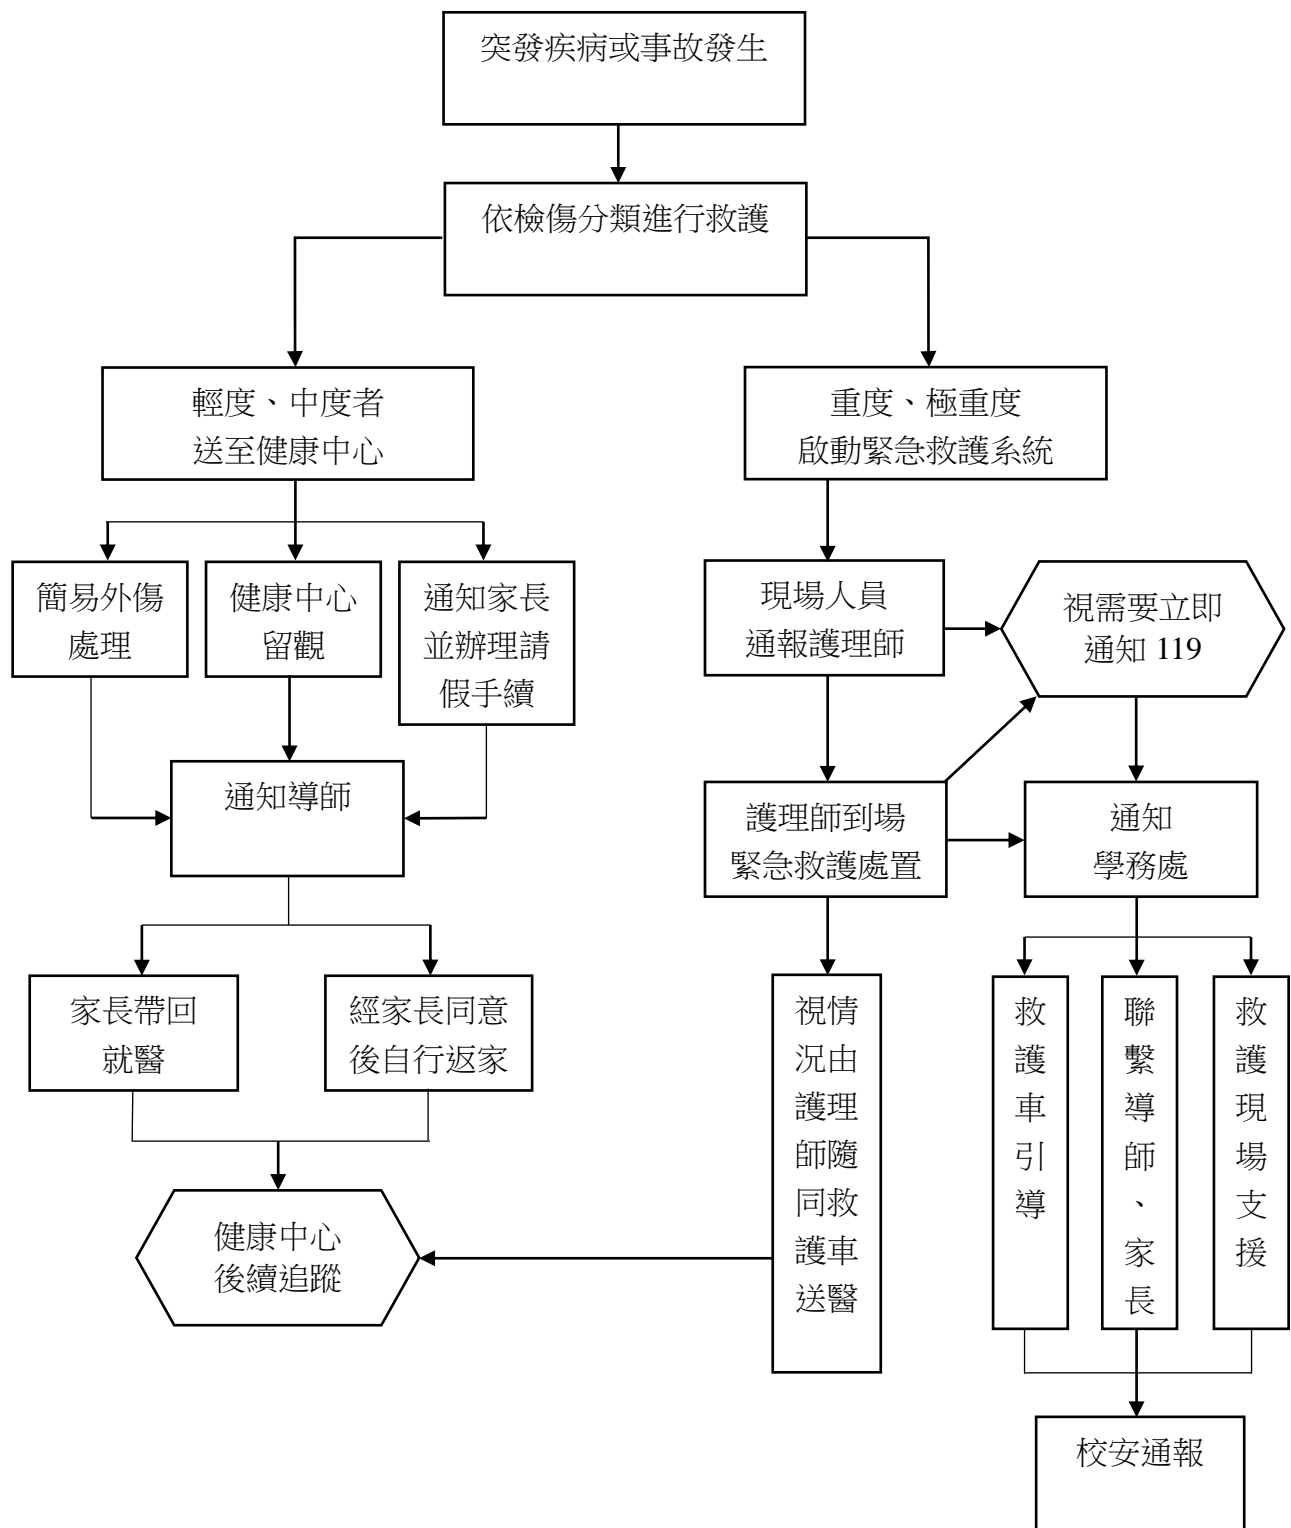 突發疾病或事故發生
依檢傷分類進行救護
輕度、中度者
送至健康中心
重度、極重度
啟動緊急救護系統
簡易外傷
處理
健康中心
留觀
通知家長
並辦理請
假手續
現場人員
通報護理師
視需要立即
通知 119
通知導師
護理師到場
緊急救護處置
通知
學務處
家長帶回
就醫
經家長同意
後自行返家
視情
況由
護理
師隨
同救
護車
送醫
救護車引導
聯繫導師、家長
救護現場支援
健康中心
後續追蹤
校安通報